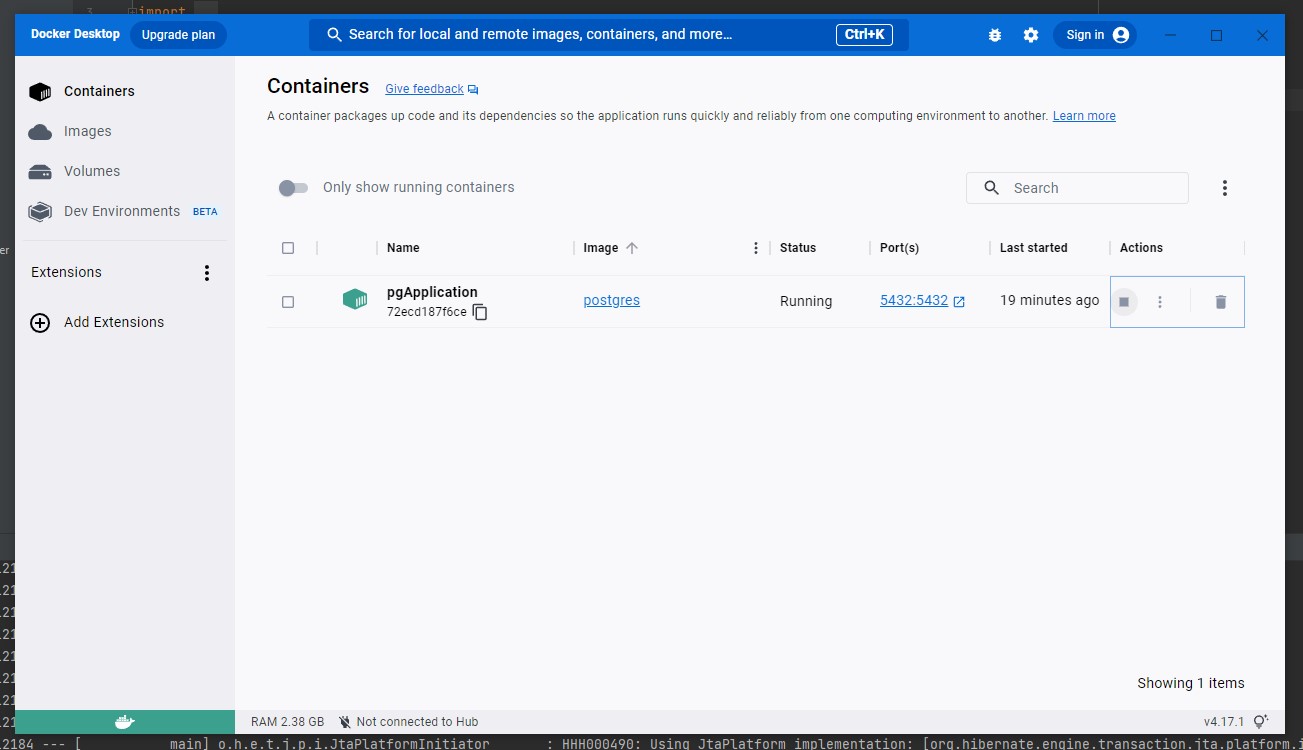 3 import
Docker Desktop Upgrade plan Search for local and remote images, containers, and more... Ctrl+K Sign in
Containers
Images
Volumes
Dev Environments BETA
Extensions
Add Extensions
Containers Give feedback
A container packages up code and its dependencies so the application runs quickly and reliably from one computing environment to another. Learn more
Only show running containers Search
Name Image Status Port(s) Last started Actions
pgApplication postgres Running 5432:5432 19 minutes ago
72ecd187f6ce
Showing 1 items
RAM 2.38 GB Not connected to Hub v4.17.1
er
.21
.21
.21
.21
.21
.21
.21
.21
12184 --- [ main] o.h.e.t.j.p.i.JtaPlatformInitiator : HHH000490: Using JtaPlatform implementation: [org.hibernate.engine.transaction.jta.platform.i